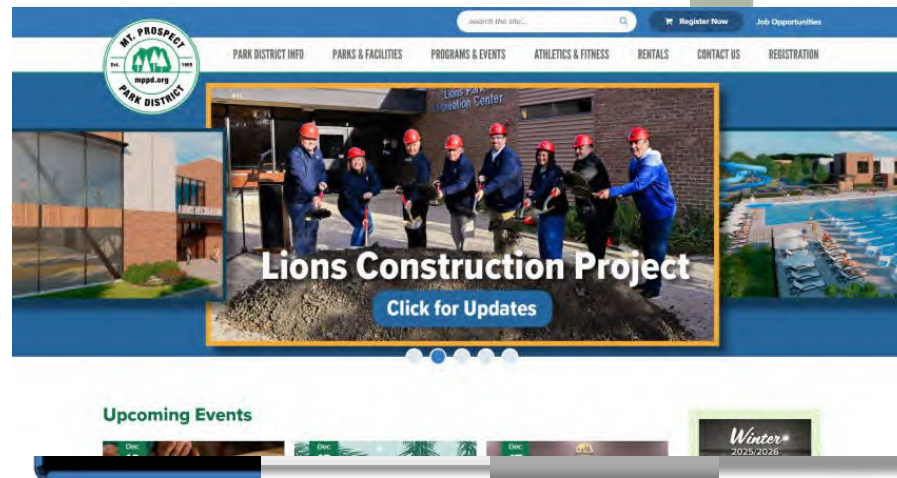 search the site...
Register Now
Job Opportunities
MT. PROSPECT
Est. 1955
mppd.org
PARK DISTRICT
PARK DISTRICT INFO
PARKS & FACILITIES
PROGRAMS & EVENTS
ATHLETICS & FITNESS
RENTALS
CONTACT US
REGISTRATION
Lions Park
Recreation Center
Lions Construction Project
Click for Updates
Upcoming Events
Dec
Dec
Dec
Winter
2025/2026